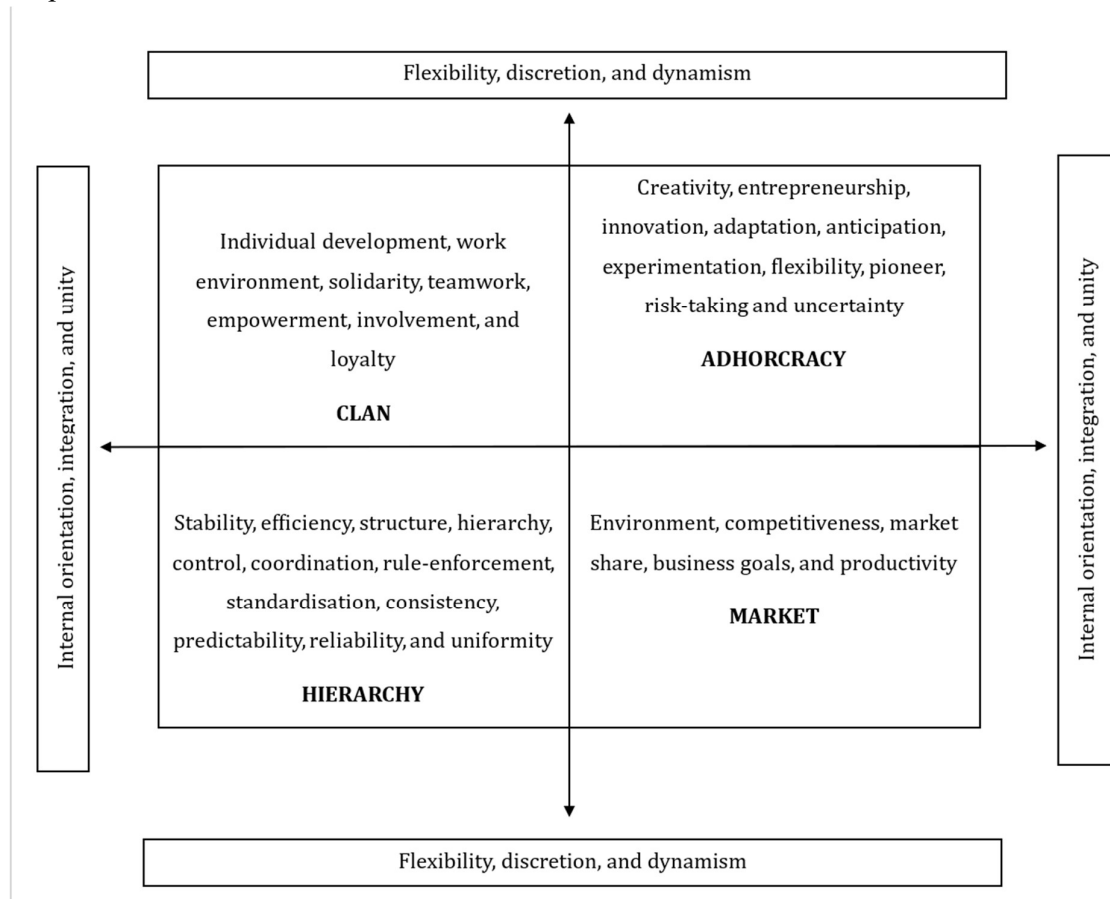 Flexibility, discretion, and dynamism
Internal orientation, integration, and unity
Individual development, work
environment, solidarity, teamwork,
empowerment, involvement, and
loyalty
CLAN
Creativity, entrepreneurship,
innovation, adaptation, anticipation,
experimentation, flexibility, pioneer,
risk-taking and uncertainty
ADHORCRACY
Internal orientation, integration, and unity
Stability, efficiency, structure, hierarchy,
control, coordination, rule-enforcement,
standardisation, consistency,
predictability, reliability, and uniformity
HIERARCHY
Environment, competitiveness, market
share, business goals, and productivity
MARKET
Flexibility, discretion, and dynamism